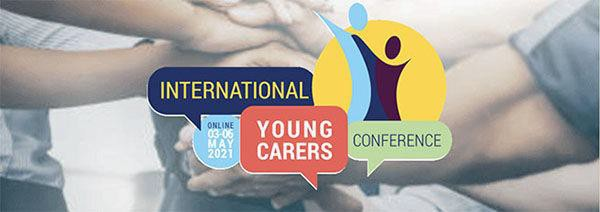 INTERNATIONAL
ONLINE
03-06
MAY
2021
YOUNG
CARERS
CONFERENCE